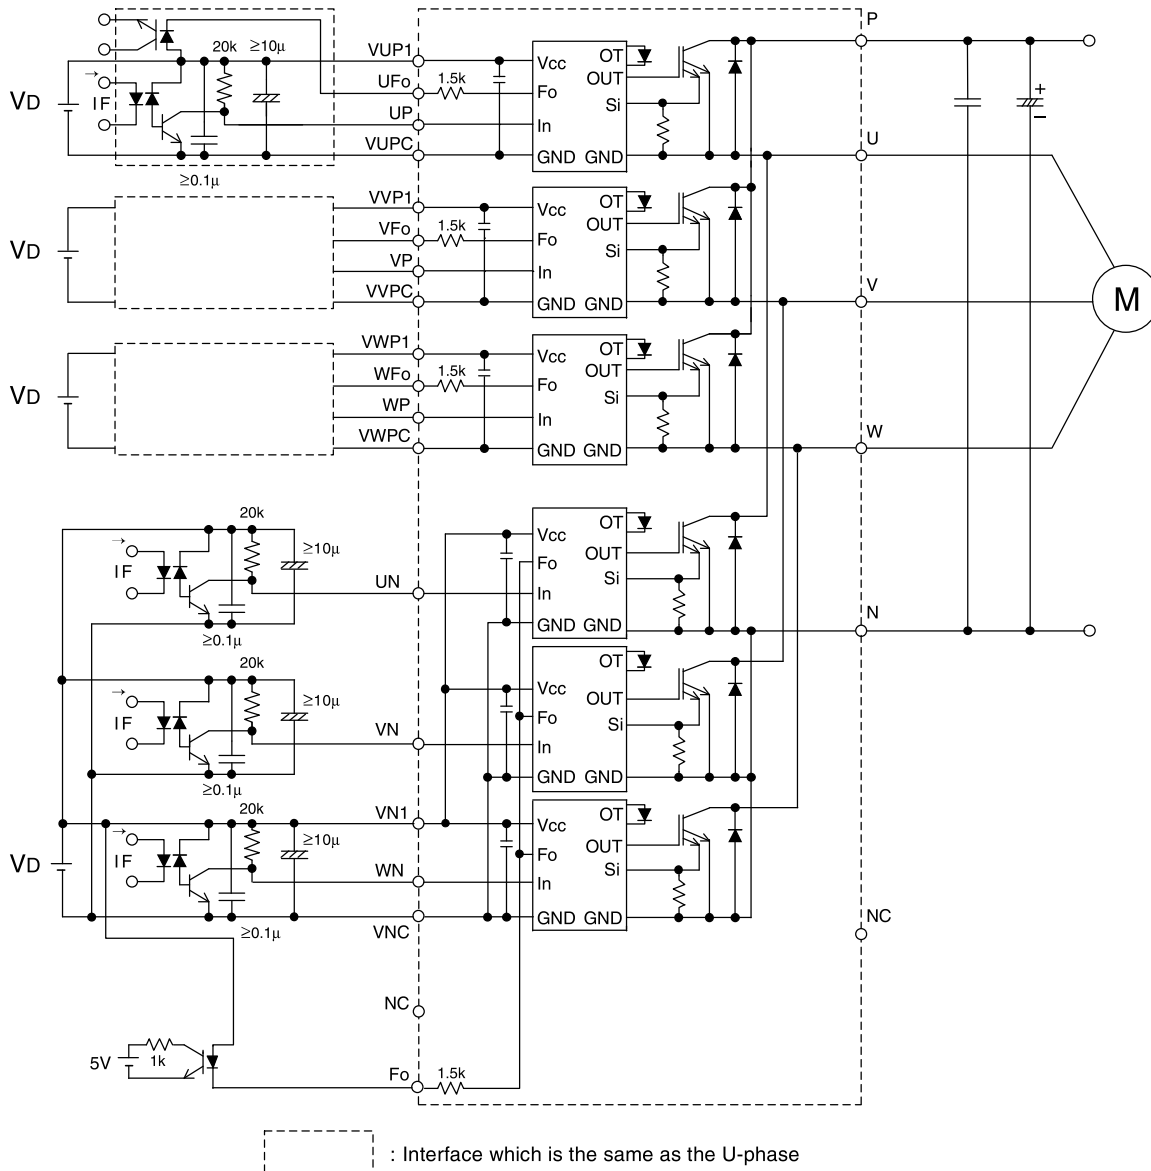 P
20k ≥10µ
VUP1
Vcc OT
OUT
→
IF
UFo 1.5k
Fo
Si
VD
UP
In
+
−
VUPC
GND GND
U
≥0.1µ
VVP1
Vcc OT
OUT
VD
VFo 1.5k
Fo
Si
VP
In
VVPC
GND GND
V
M
VWP1
Vcc OT
OUT
VD
WFo 1.5k
Fo
Si
WP
In
VWPC
GND GND
W
20k
≥10µ
→
IF
Vcc OT
OUT
Fo
Si
UN
In
GND GND
N
≥0.1µ
20k
≥10µ
→
IF
OT
Vcc
OUT
Fo
Si
VN
In
GND GND
≥0.1µ
20k
VN1
→
IF
≥10µ
Vcc OT
OUT
Fo
Si
VD
WN
In
GND GND
VNC
≥0.1µ
NC
NC
5V
1k
Fo 1.5k
: Interface which is the same as the U-phase